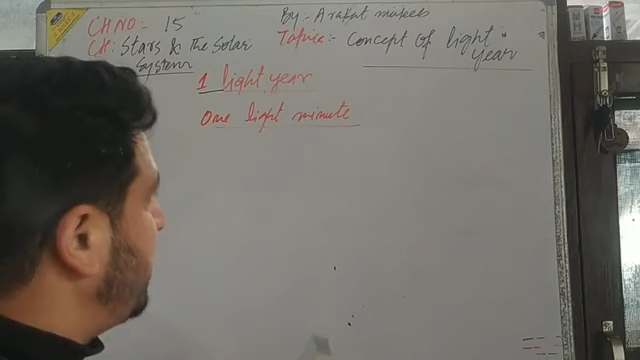 CH NO:- 15
By:- Arafat
CH: Stars & The Solar System
Topic:- Concept Of light year
1 light year
One light minute